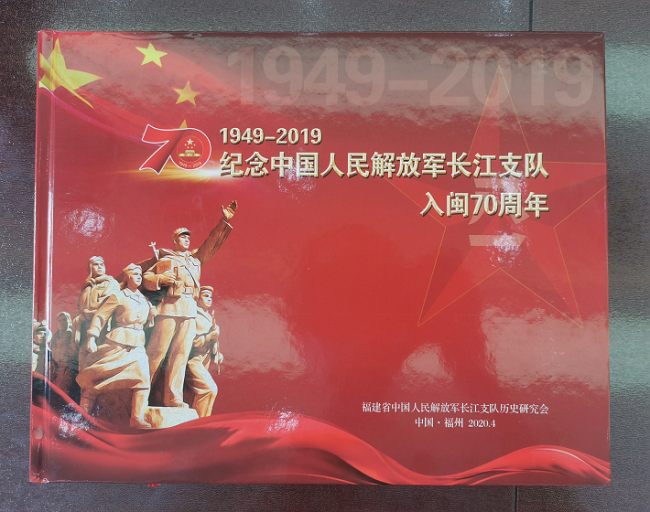 1949-2019
1949-2019
70
纪念中国人民解放军长江支队
入闽70周年
福建省中国人民解放军长江支队历史研究会
中国·福州 2020.4